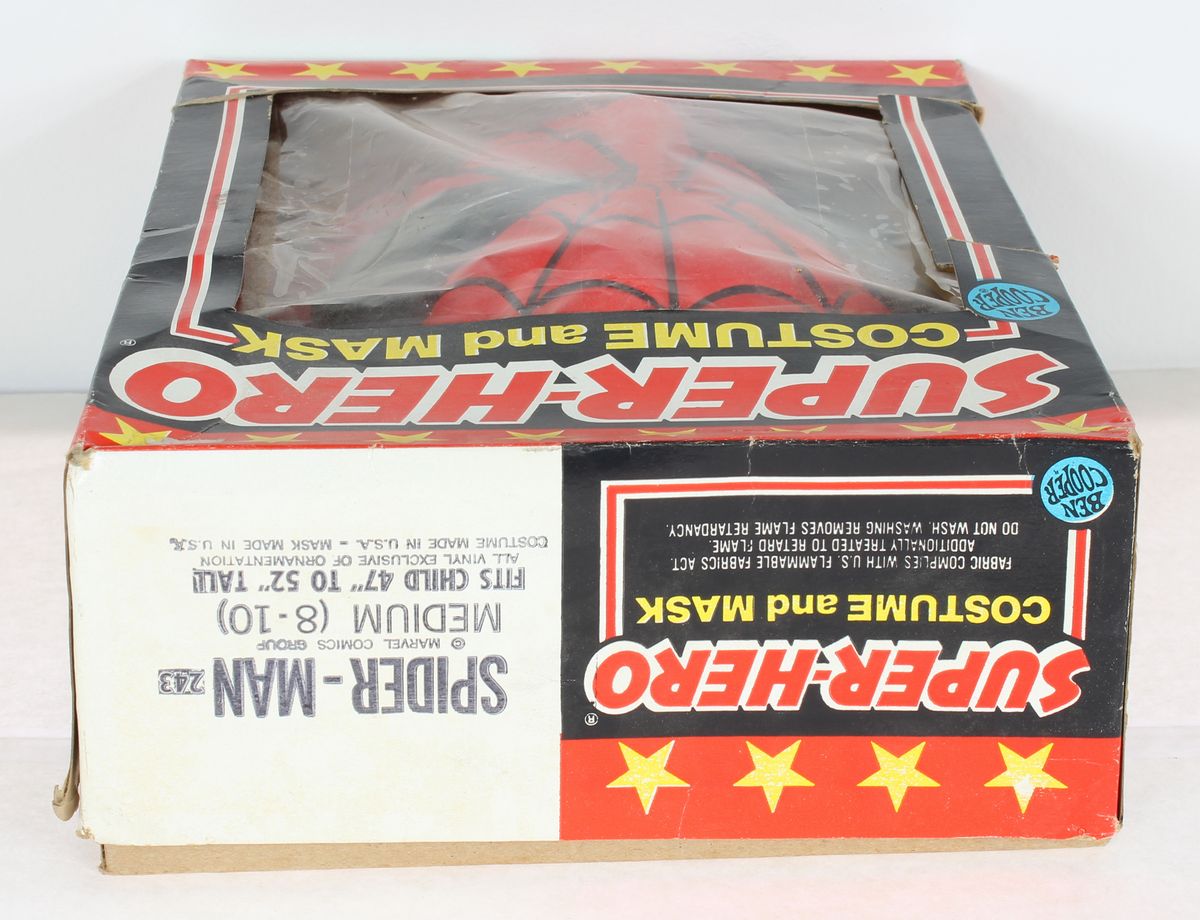 SUPER-HERO
®
COSTUME and MASK
BEN
COOPER
®
SUPER-HERO
COSTUME and MASK
FABRIC COMPLIES WITH U.S. FLAMMABLE FABRICS ACT.
ADDITIONALLY TREATED TO RETARD FLAME.
DO NOT WASH. WASHING REMOVES FLAME RETARDANCY.
BEN
COOPER
SPIDER-MAN 243
© MARVEL COMICS GROUP
MEDIUM (8-10)
FITS CHILD 47" TO 52" TALL
ALL VINYL EXCLUSIVE OF ORNAMENTATION
COSTUME MADE IN U.S.A. - MASK MADE IN U.S.A.